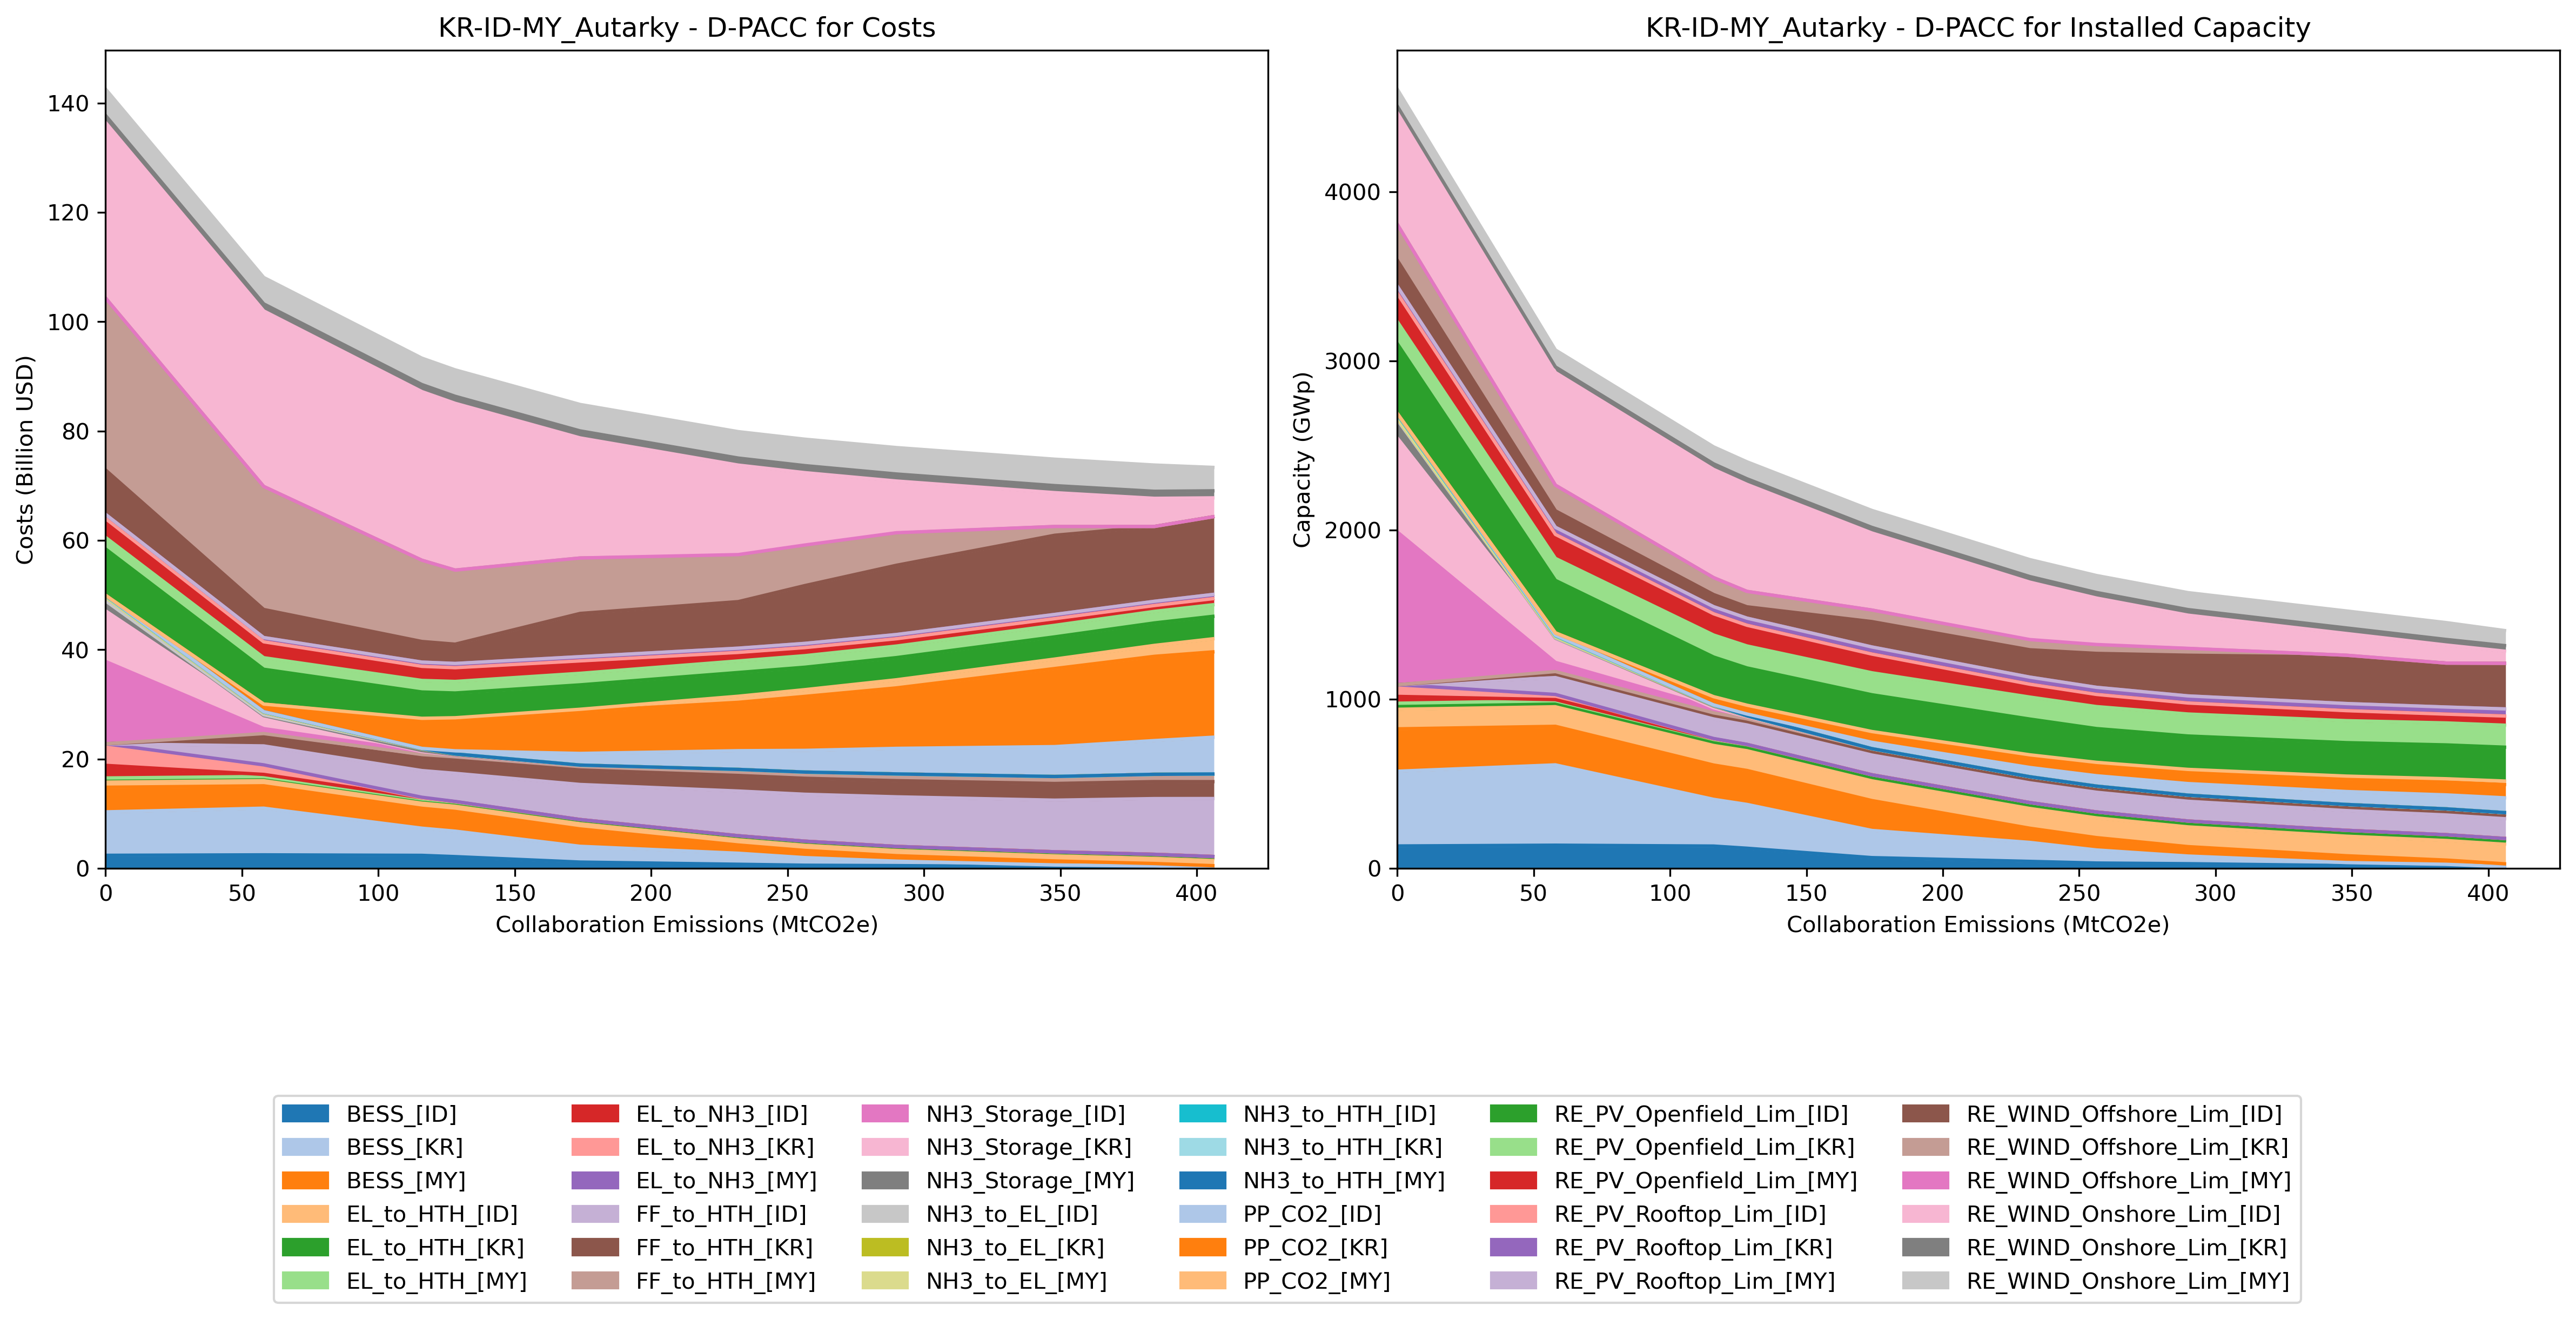 KR-ID-MY_Autarky - D-PACC for Costs
Costs (Billion USD)
140
120
100
80
60
40
20
0
0 50 100 150 200 250 300 350 400
Collaboration Emissions (MtCO2e)
KR-ID-MY_Autarky - D-PACC for Installed Capacity
Capacity (GWp)
4000
3000
2000
1000
0
0 50 100 150 200 250 300 350 400
Collaboration Emissions (MtCO2e)
BESS_[ID]
BESS_[KR]
BESS_[MY]
EL_to_HTH_[ID]
EL_to_HTH_[KR]
EL_to_HTH_[MY]
EL_to_NH3_[ID]
EL_to_NH3_[KR]
EL_to_NH3_[MY]
FF_to_HTH_[ID]
FF_to_HTH_[KR]
FF_to_HTH_[MY]
NH3_Storage_[ID]
NH3_Storage_[KR]
NH3_Storage_[MY]
NH3_to_EL_[ID]
NH3_to_EL_[KR]
NH3_to_EL_[MY]
NH3_to_HTH_[ID]
NH3_to_HTH_[KR]
NH3_to_HTH_[MY]
PP_CO2_[ID]
PP_CO2_[KR]
PP_CO2_[MY]
RE_PV_Openfield_Lim_[ID]
RE_PV_Openfield_Lim_[KR]
RE_PV_Openfield_Lim_[MY]
RE_PV_Rooftop_Lim_[ID]
RE_PV_Rooftop_Lim_[KR]
RE_PV_Rooftop_Lim_[MY]
RE_WIND_Offshore_Lim_[ID]
RE_WIND_Offshore_Lim_[KR]
RE_WIND_Offshore_Lim_[MY]
RE_WIND_Onshore_Lim_[ID]
RE_WIND_Onshore_Lim_[KR]
RE_WIND_Onshore_Lim_[MY]